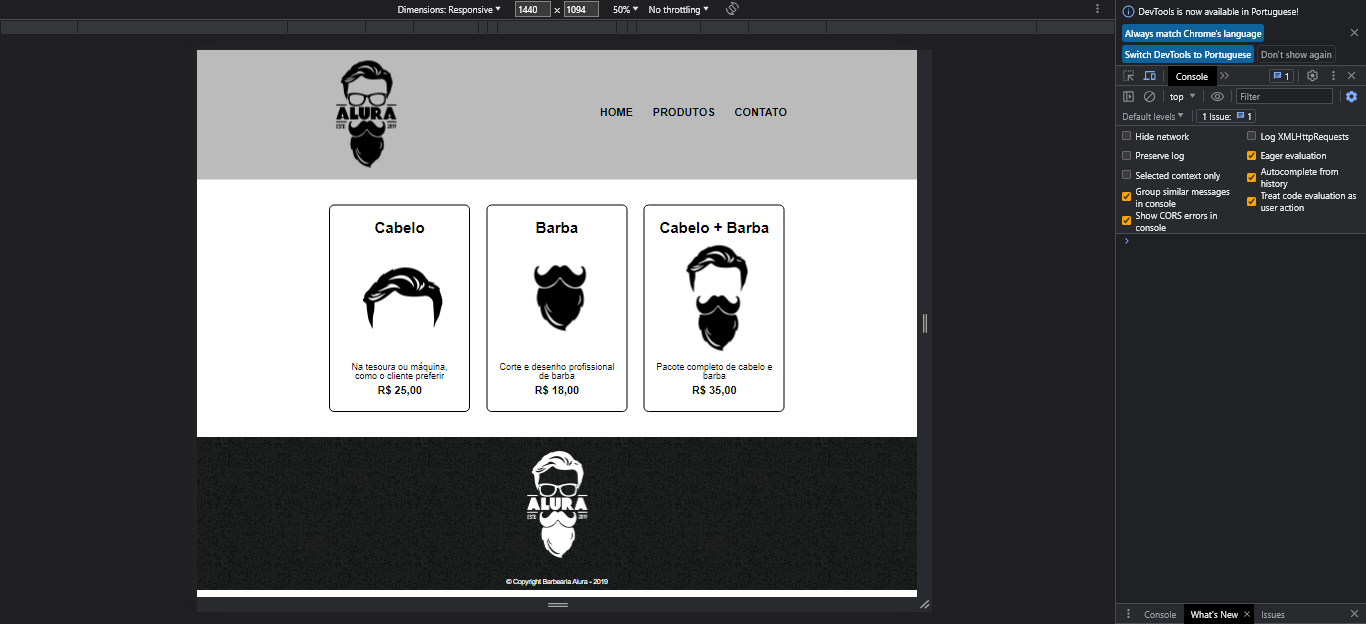 Dimensions: Responsive
1440 × 1094
50%
No throttling
ALURA
ESTD 2019
HOME
PRODUTOS
CONTATO
Cabelo
Na tesoura ou máquina,
como o cliente preferir
R$ 25,00
Barba
Corte e desenho profissional
de barba
R$ 18,00
Cabelo + Barba
Pacote completo de cabelo e
barba
R$ 35,00
ALURA
ESTD 2019
© Copyright Barbearia Alura - 2019
DevTools is now available in Portuguese!
Always match Chrome's language
Switch DevTools to Portuguese
Don't show again
Console
1
top
Filter
Default levels
1 Issue: 1
Hide network
Log XMLHttpRequests
Preserve log
Eager evaluation
Selected context only
Autocomplete from
history
Group similar messages
in console
Treat code evaluation as
user action
Show CORS errors in
console
Console
What's New
Issues